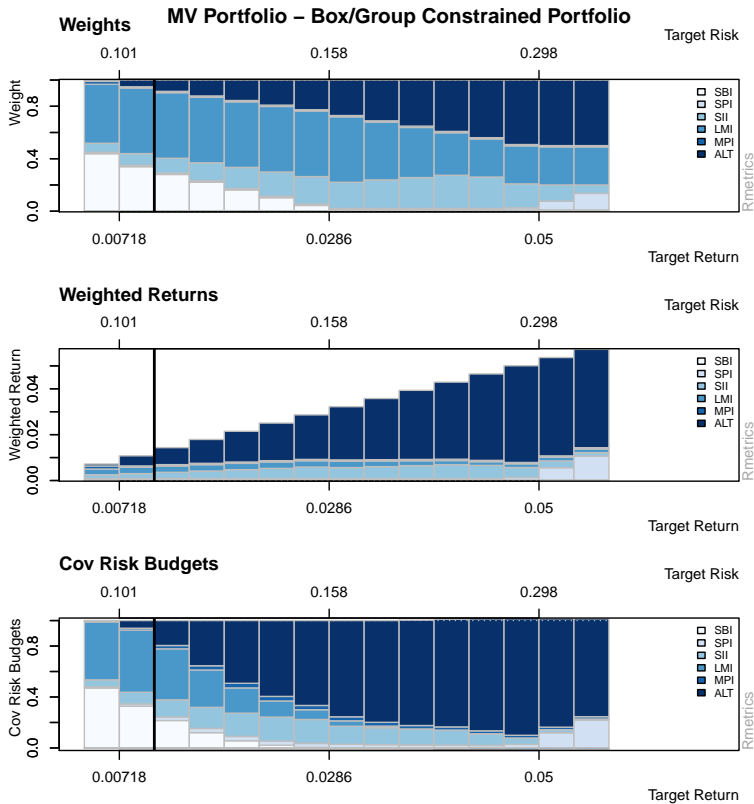 MV Portfolio − Box/Group Constrained Portfolio
Weights
Target Risk
0.101 0.158 0.298
Weight
0.0 0.4 0.8
SBI
SPI
SII
LMI
MPI
ALT
Rmetrics
0.00718 0.0286 0.05
Target Return
Weighted Returns
Target Risk
0.101 0.158 0.298
Weighted Return
0.00 0.02 0.04
SBI
SPI
SII
LMI
MPI
ALT
Rmetrics
0.00718 0.0286 0.05
Target Return
Cov Risk Budgets
Target Risk
0.101 0.158 0.298
Cov Risk Budgets
0.0 0.4 0.8
SBI
SPI
SII
LMI
MPI
ALT
Rmetrics
0.00718 0.0286 0.05
Target Return